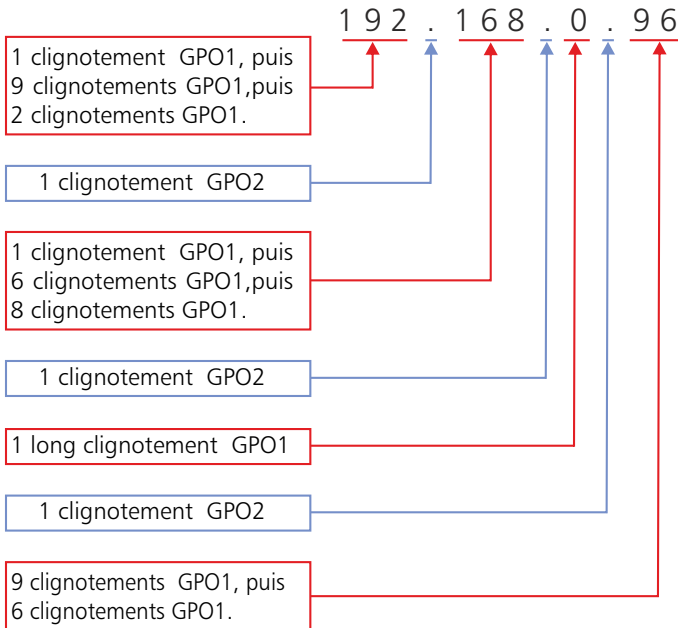 192.168.0.96
1 clignotement GPO1, puis
9 clignotements GPO1,puis
2 clignotements GPO1.
1 clignotement GPO2
1 clignotement GPO1, puis
6 clignotements GPO1,puis
8 clignotements GPO1.
1 clignotement GPO2
1 long clignotement GPO1
1 clignotement GPO2
9 clignotements GPO1, puis
6 clignotements GPO1.